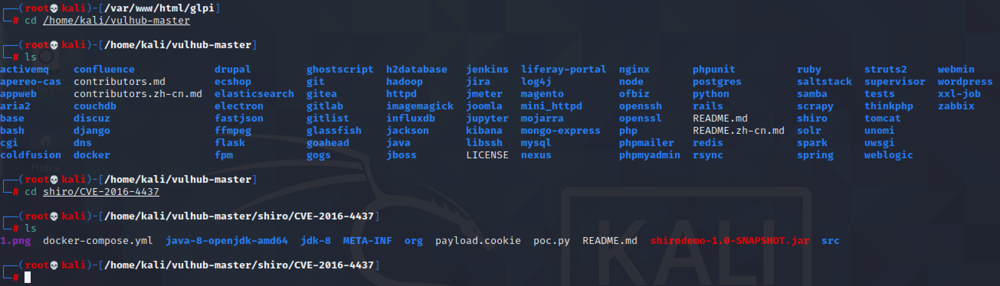 ┌──(root💀kali)-[/var/www/html/glpi]
└─# cd /home/kali/vulhub-master
┌──(root💀kali)-[/home/kali/vulhub-master]
└─# ls
activemq confluence drupal ghostscript h2database jenkins liferay-portal nginx phpunit ruby struts2 webmin
apereo-cas contributors.md ecshop git hadoop jira log4j node postgres saltstack supervisor wordpress
File System
appweb contributors.zh-cn.md elasticsearch gitea httpd jmeter magento ofbiz python samba tests xxl-job
aria2 couchdb electron gitlab imagemagick joomla mini_httpd openssh rails scrapy thinkphp zabbix
base discuz fastjson gitlist influxdb jupyter mojarra openssl README.md shiro tomcat
bash django ffmpeg glassfish jackson kibana mongo-express php README.zh-cn.md solr unomi
cgi dns flask goahead java libssh mysql phpmailer redis spark uwsgi
coldfusion docker fpm gogs jboss LICENSE nexus phpmyadmin rsync spring weblogic
Home
┌──(root💀kali)-[/home/kali/vulhub-master]
└─# cd shiro/CVE-2016-4437
┌──(root💀kali)-[/home/kali/vulhub-master/shiro/CVE-2016-4437]
└─# ls
1.png docker-compose.yml java-8-openjdk-amd64 jdk-8 META-INF org payload.cookie poc.py README.md shirodemo-1.0-SNAPSHOT.jar src
┌──(root💀kali)-[/home/kali/vulhub-master/shiro/CVE-2016-4437]
└─#
KALI